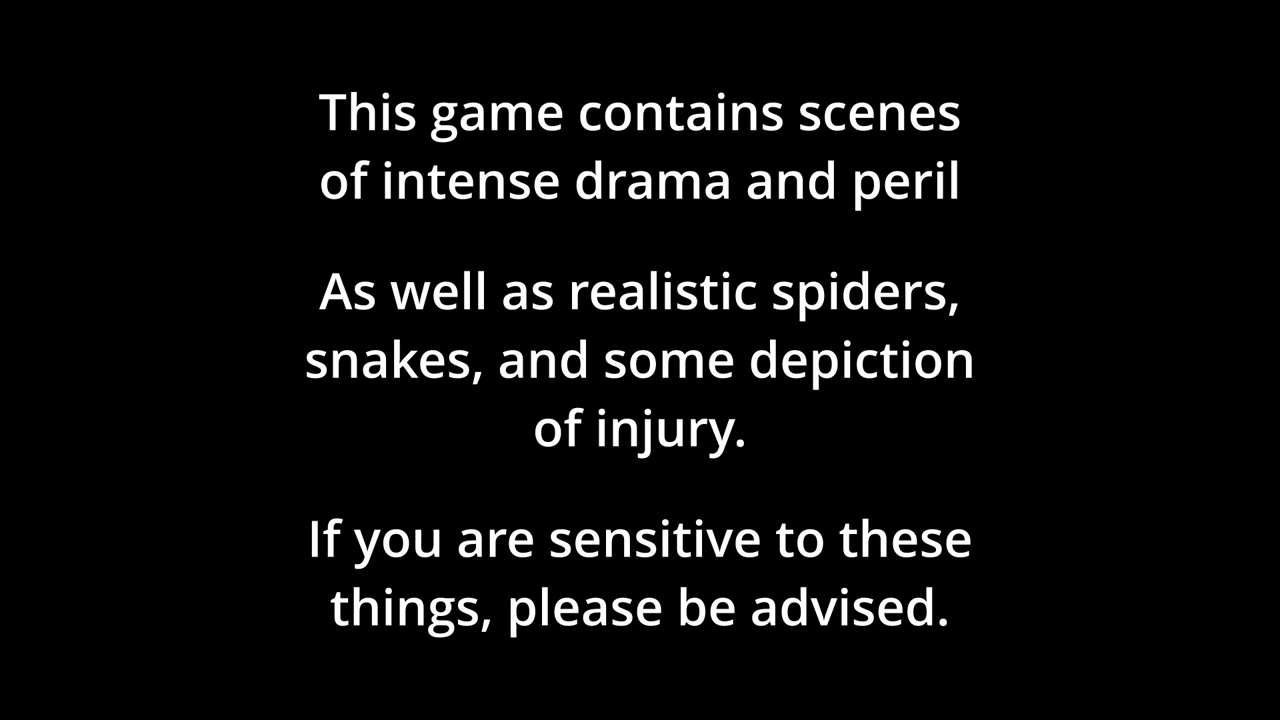 This game contains scenes
of intense drama and peril
As well as realistic spiders,
snakes, and some depiction
of injury.
If you are sensitive to these
things, please be advised.